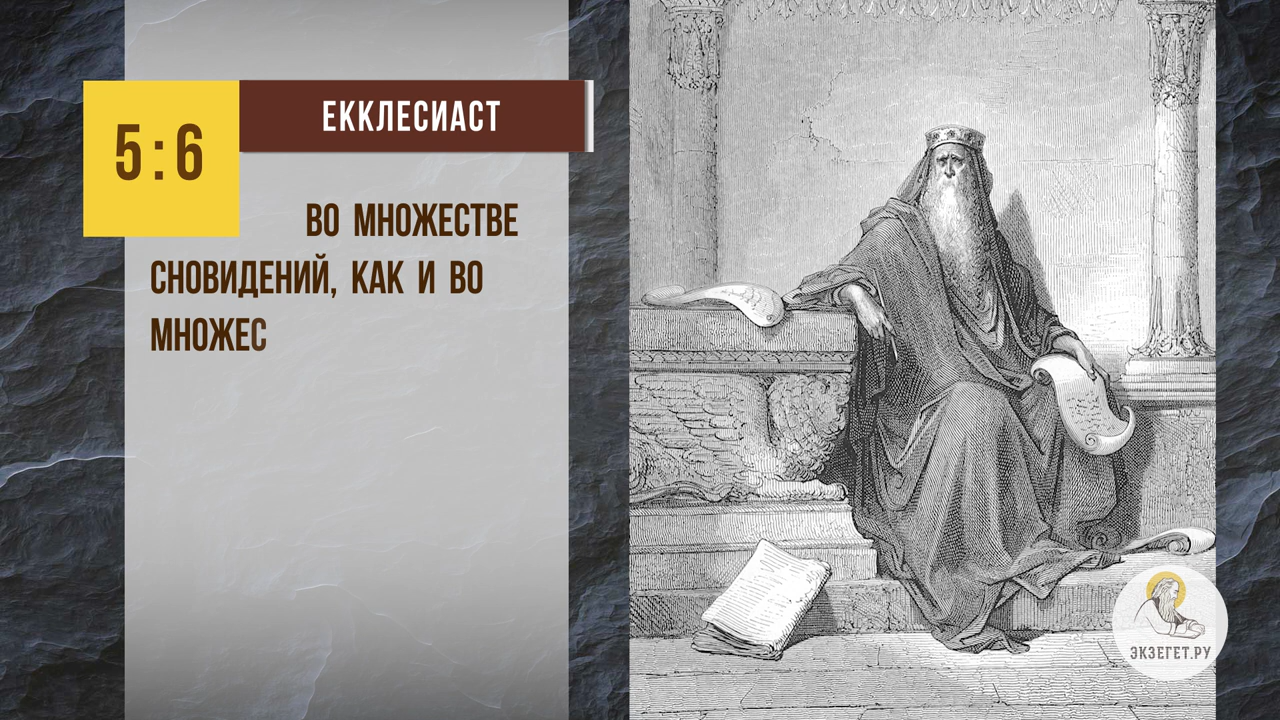 5:6
ЕККЛЕСИАСТ
ВО МНОЖЕСТВЕ
СНОВИДЕНИЙ, КАК И ВО
МНОЖЕС
ЭКЗЕГЕТ.РУ